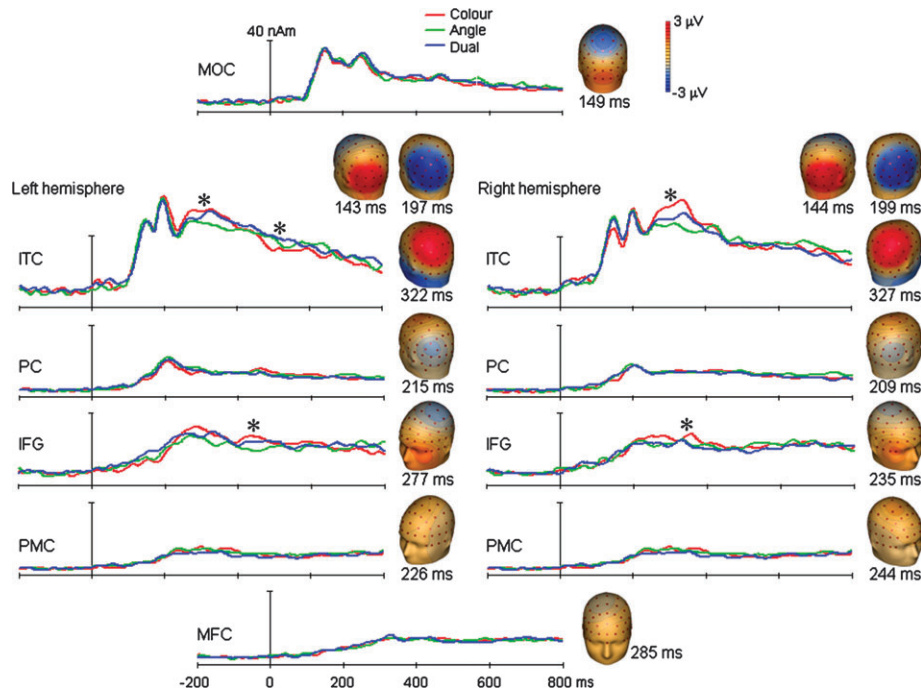 Colour
Angle
Dual
40 nAm
MOC
149 ms
3 µV
-3 µV
Left hemisphere
143 ms
197 ms
*
*
ITC
322 ms
PC
215 ms
IFG
*
277 ms
PMC
226 ms
Right hemisphere
144 ms
199 ms
*
ITC
327 ms
PC
209 ms
IFG
*
235 ms
PMC
244 ms
MFC
285 ms
-200 0 200 400 600 800 ms